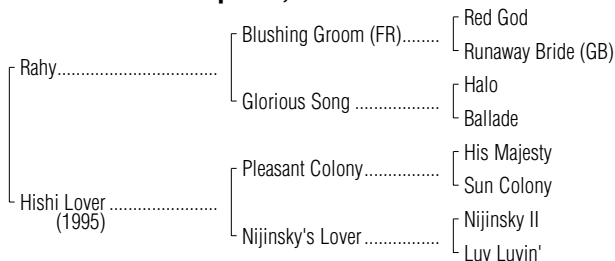 Red God
Blushing Groom (FR)........
Runaway Bride (GB)
Rahy..................................
Halo
Glorious Song ....................
Ballade
His Majesty
Pleasant Colony...................
Sun Colony
Hishi Lover .......................
(1995)
Nijinsky II
Nijinsky's Lover .................
Luv Luvin'